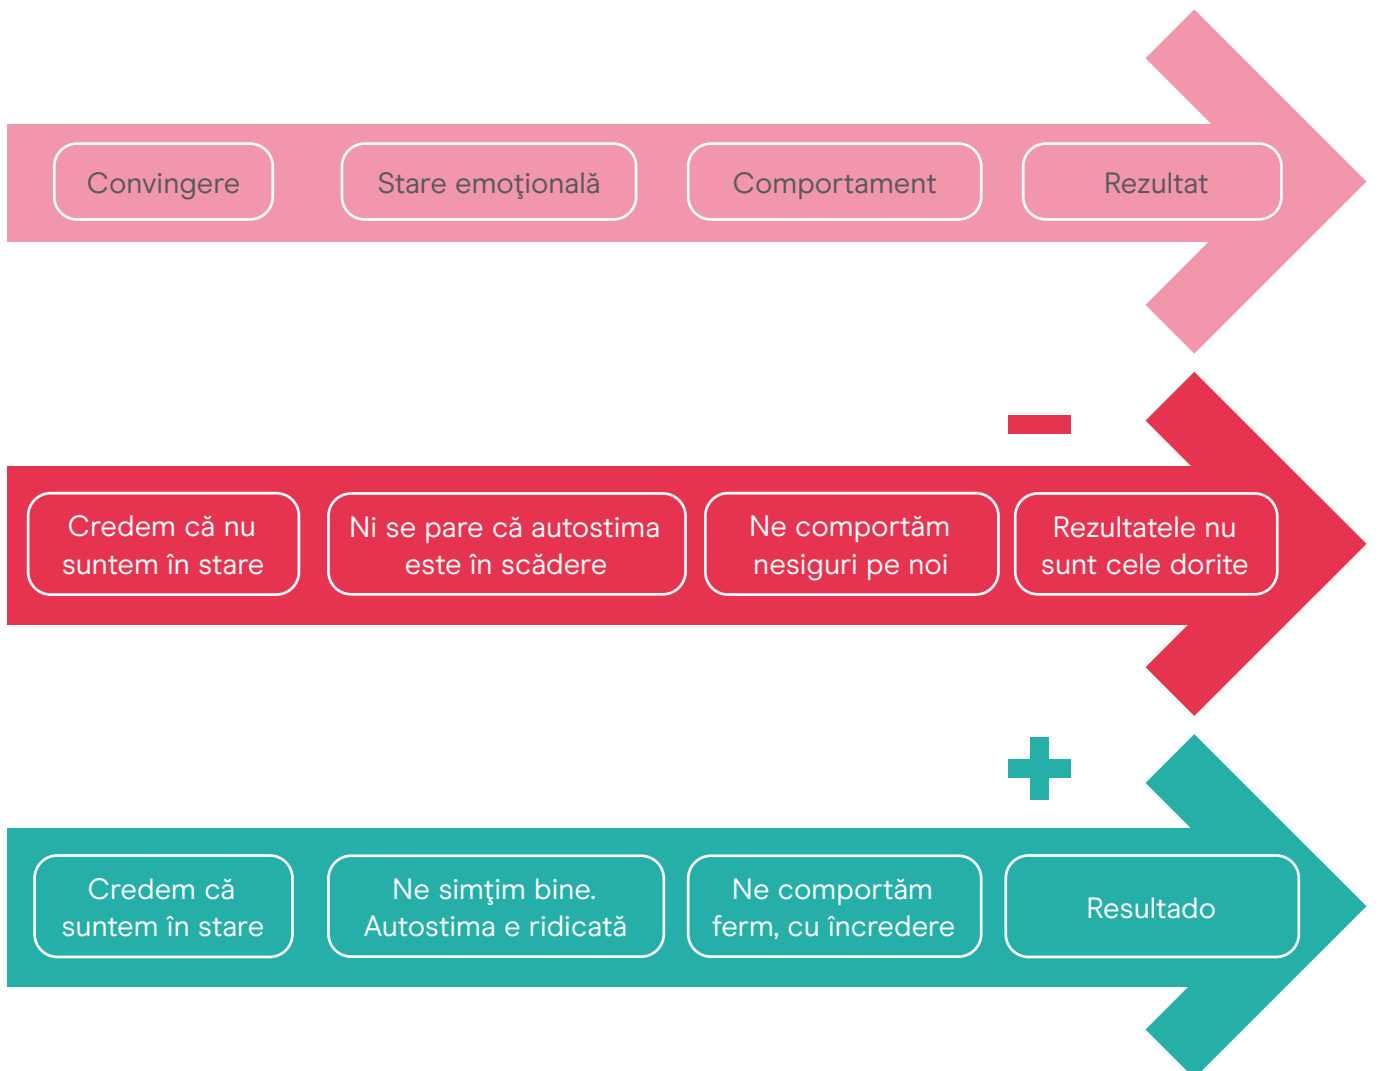 Convingere
Stare emoţională
Comportament
Rezultat
Credem că nu
suntem în stare
Ni se pare că autostima
este în scădere
Ne comportăm
nesiguri pe noi
Rezultatele nu
sunt cele dorite
Credem că
suntem în stare
Ne simţim bine.
Autostima e ridicată
Ne comportăm
ferm, cu încredere
Resultado